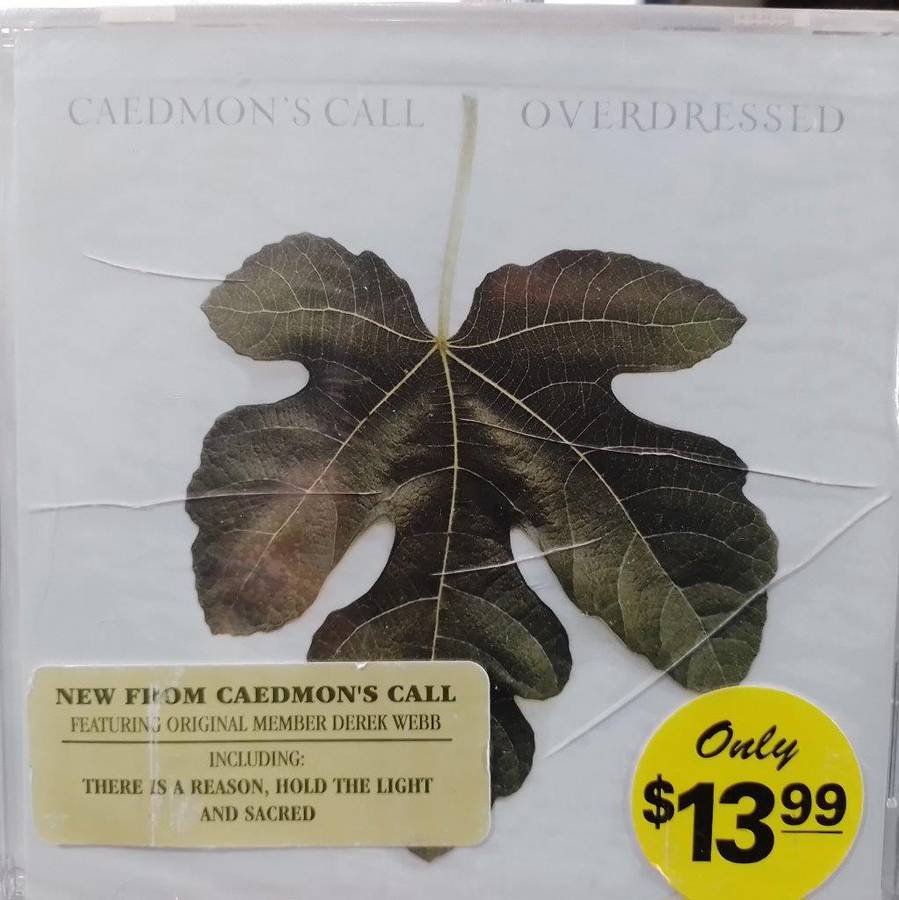 CAEDMON'S CALL OVERDRESSED
NEW FROM CAEDMON'S CALL
FEATURING ORIGINAL MEMBER DEREK WEBB
INCLUDING:
THERE IS A REASON, HOLD THE LIGHT
AND SACRED
Only
$13 99